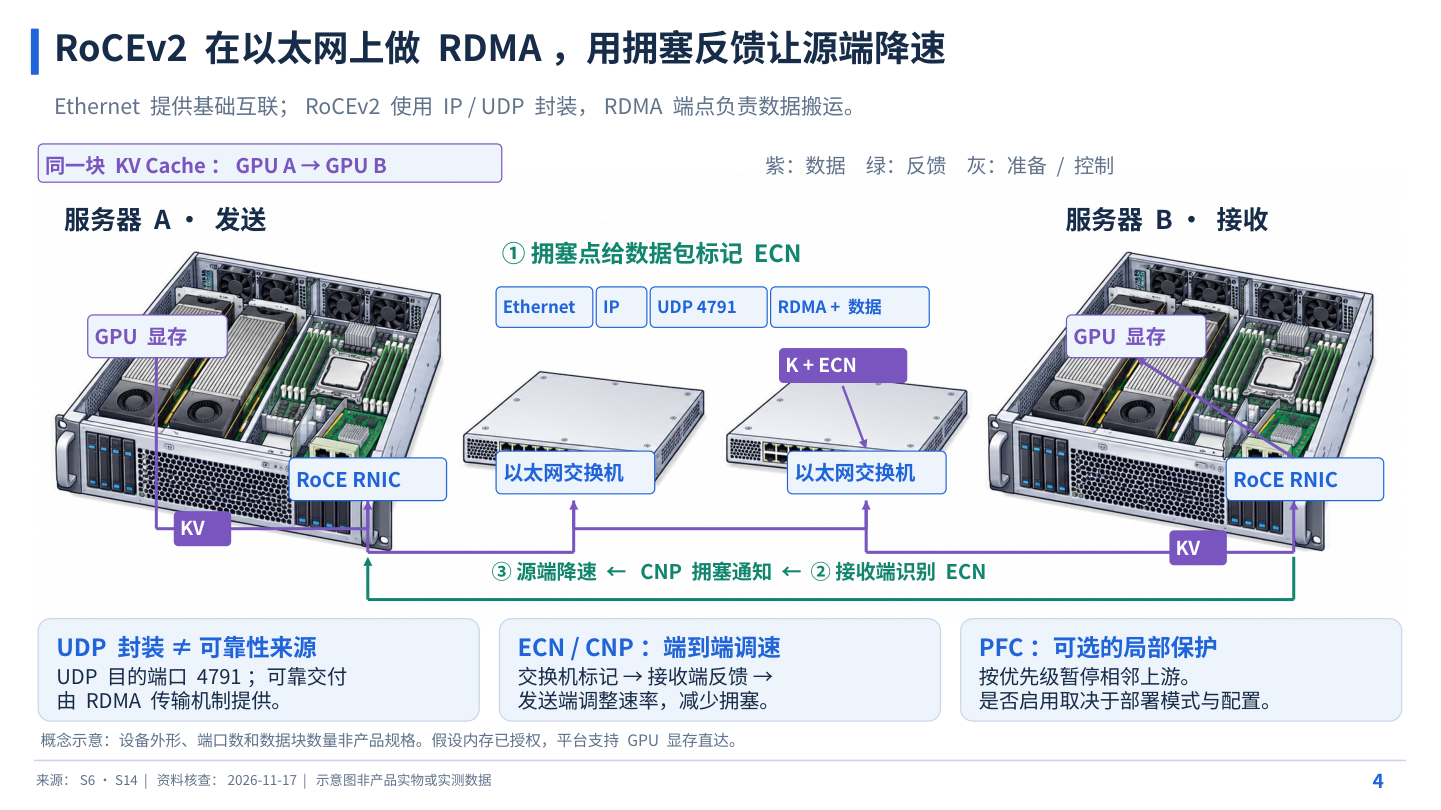 RoCEv2 在以太网上做 RDMA，用拥塞反馈让源端降速
Ethernet 提供基础互联； RoCEv2 使用 IP / UDP 封装， RDMA 端点负责数据搬运。
同一块 KV Cache： GPU A → GPU B
紫：数据 绿：反馈 灰：准备 / 控制
服务器 A · 发送
服务器 B · 接收
① 拥塞点给数据包标记 ECN
Ethernet
IP
UDP 4791
RDMA + 数据
GPU 显存
GPU 显存
K + ECN
RoCE RNIC
以太网交换机
以太网交换机
RoCE RNIC
KV
KV
③ 源端降速 ← CNP 拥塞通知 ← ② 接收端识别 ECN
UDP 封装 ≠ 可靠性来源
UDP 目的端口 4791； 可靠交付
由 RDMA 传输机制提供。
ECN / CNP： 端到端调速
交换机标记 → 接收端反馈 →
发送端调整速率，减少拥塞。
PFC： 可选的局部保护
按优先级暂停相邻上游。
是否启用取决于部署模式与配置。
概念示意：设备外形、端口数和数据块数量非产品规格。假设内存已授权，平台支持 GPU 显存直达。
来源： S6 · S14 | 资料核查： 2026-11-17 | 示意图非产品实物或实测数据
4